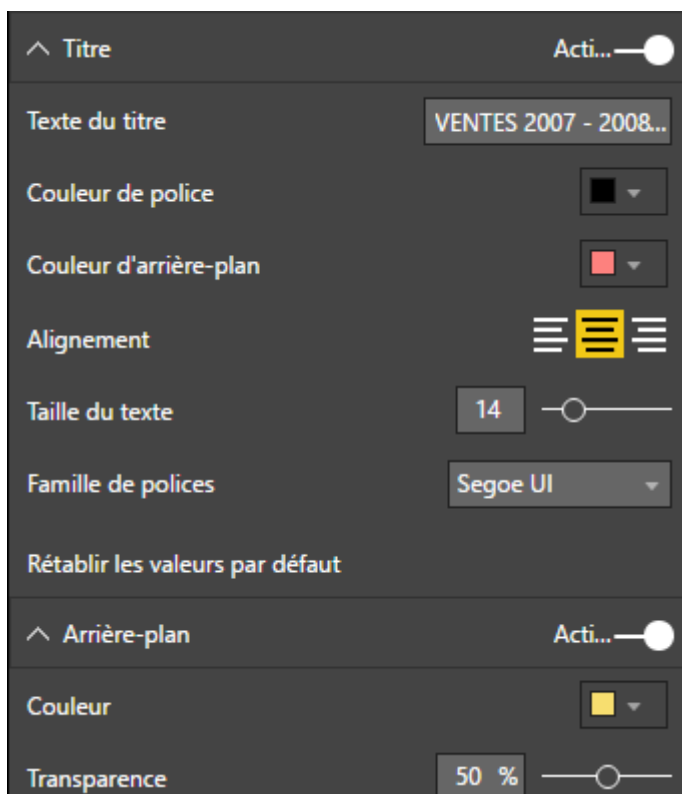 Titre Acti...
Texte du titre VENTES 2007 - 2008...
Couleur de police
Couleur d'arrière-plan
Alignement
Taille du texte 14
Famille de polices Segoe UI
Rétablir les valeurs par défaut
Arrière-plan Acti...
Couleur
Transparence 50 %